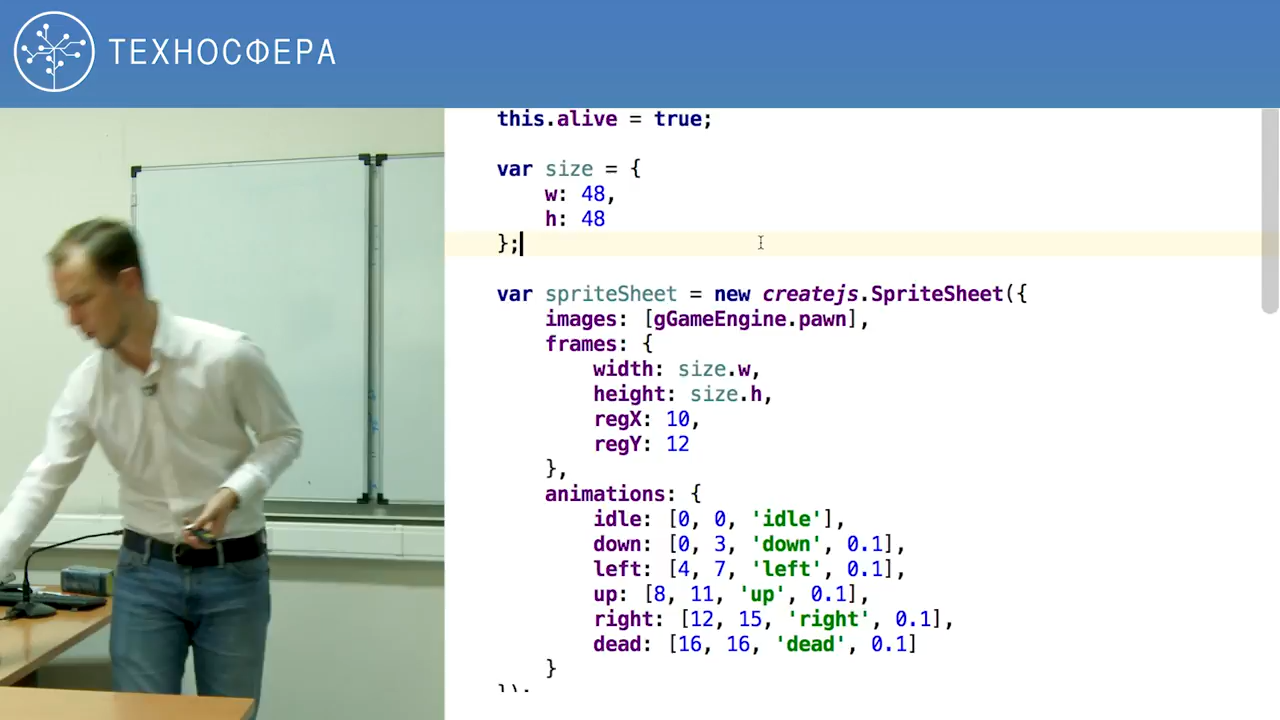 ТЕХНОСФЕРА
this.alive = true;
var size = {
w: 48,
h: 48
};
var spriteSheet = new createjs.SpriteSheet({
images: [gGameEngine.pawn],
frames: {
width: size.w,
height: size.h,
regX: 10,
regY: 12
},
animations: {
idle: [0, 0, 'idle'],
down: [0, 3, 'down', 0.1],
left: [4, 7, 'left', 0.1],
up: [8, 11, 'up', 0.1],
right: [12, 15, 'right', 0.1],
dead: [16, 16, 'dead', 0.1]
}
});